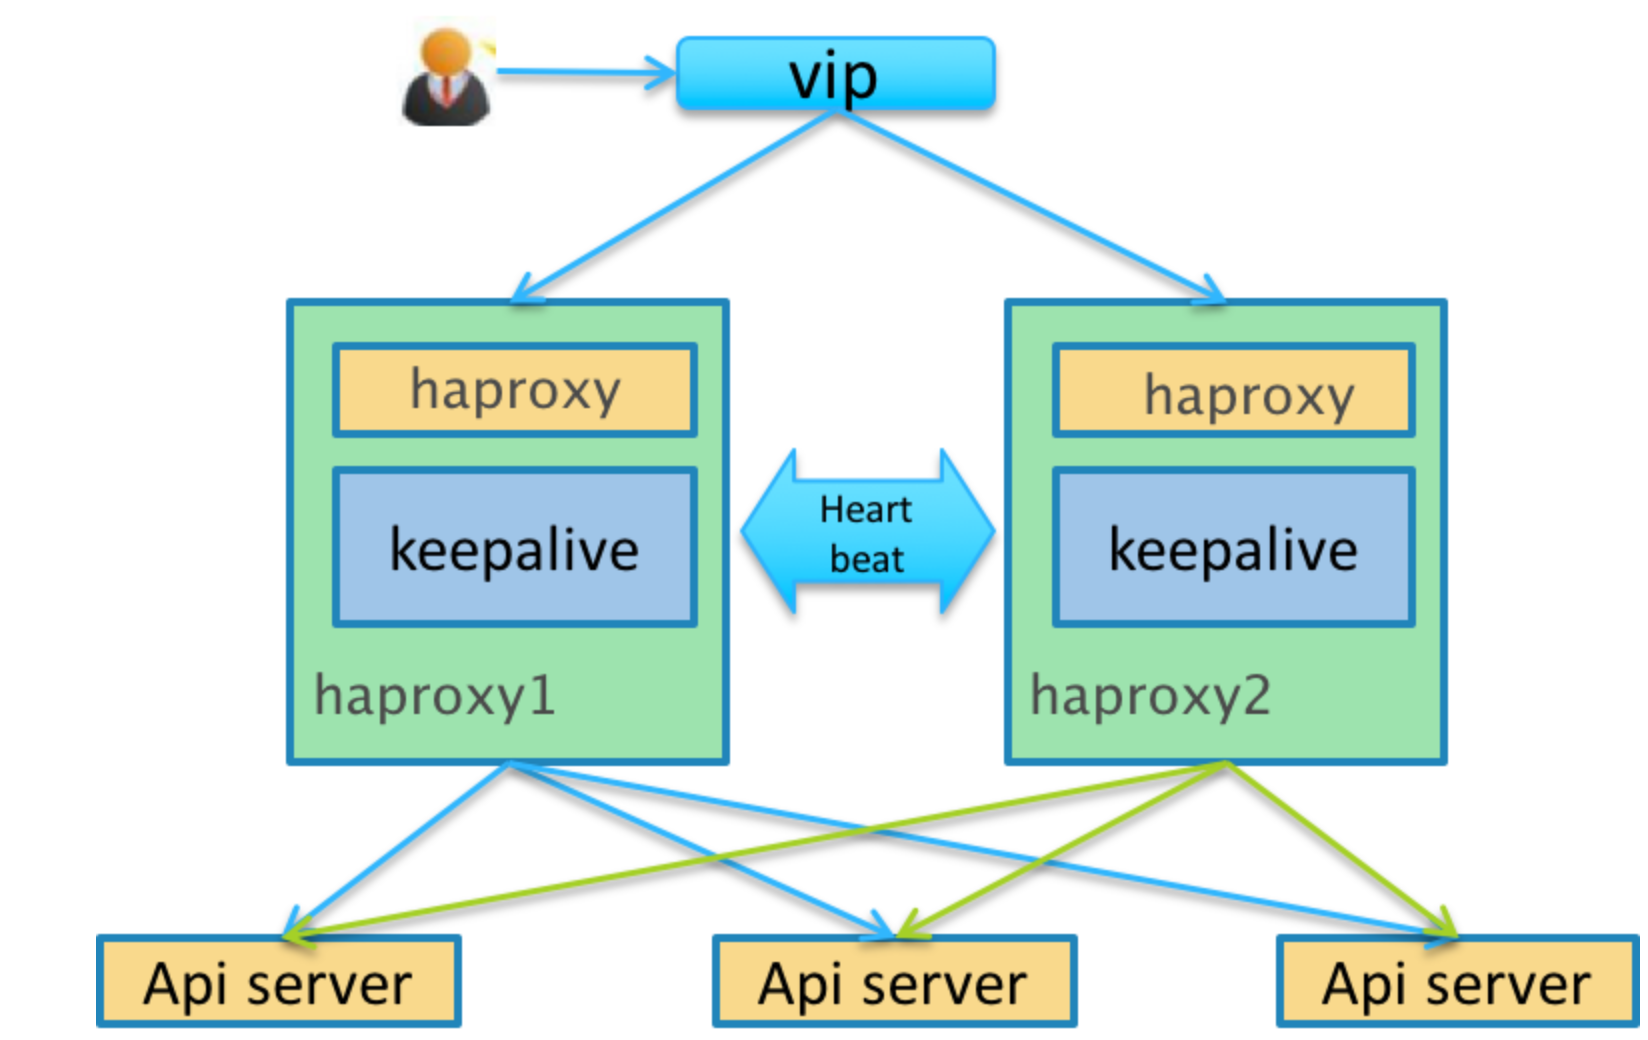 vip
haproxy
haproxy
keepalive
Heart
beat
keepalive
haproxy1
haproxy2
Api server
Api server
Api server